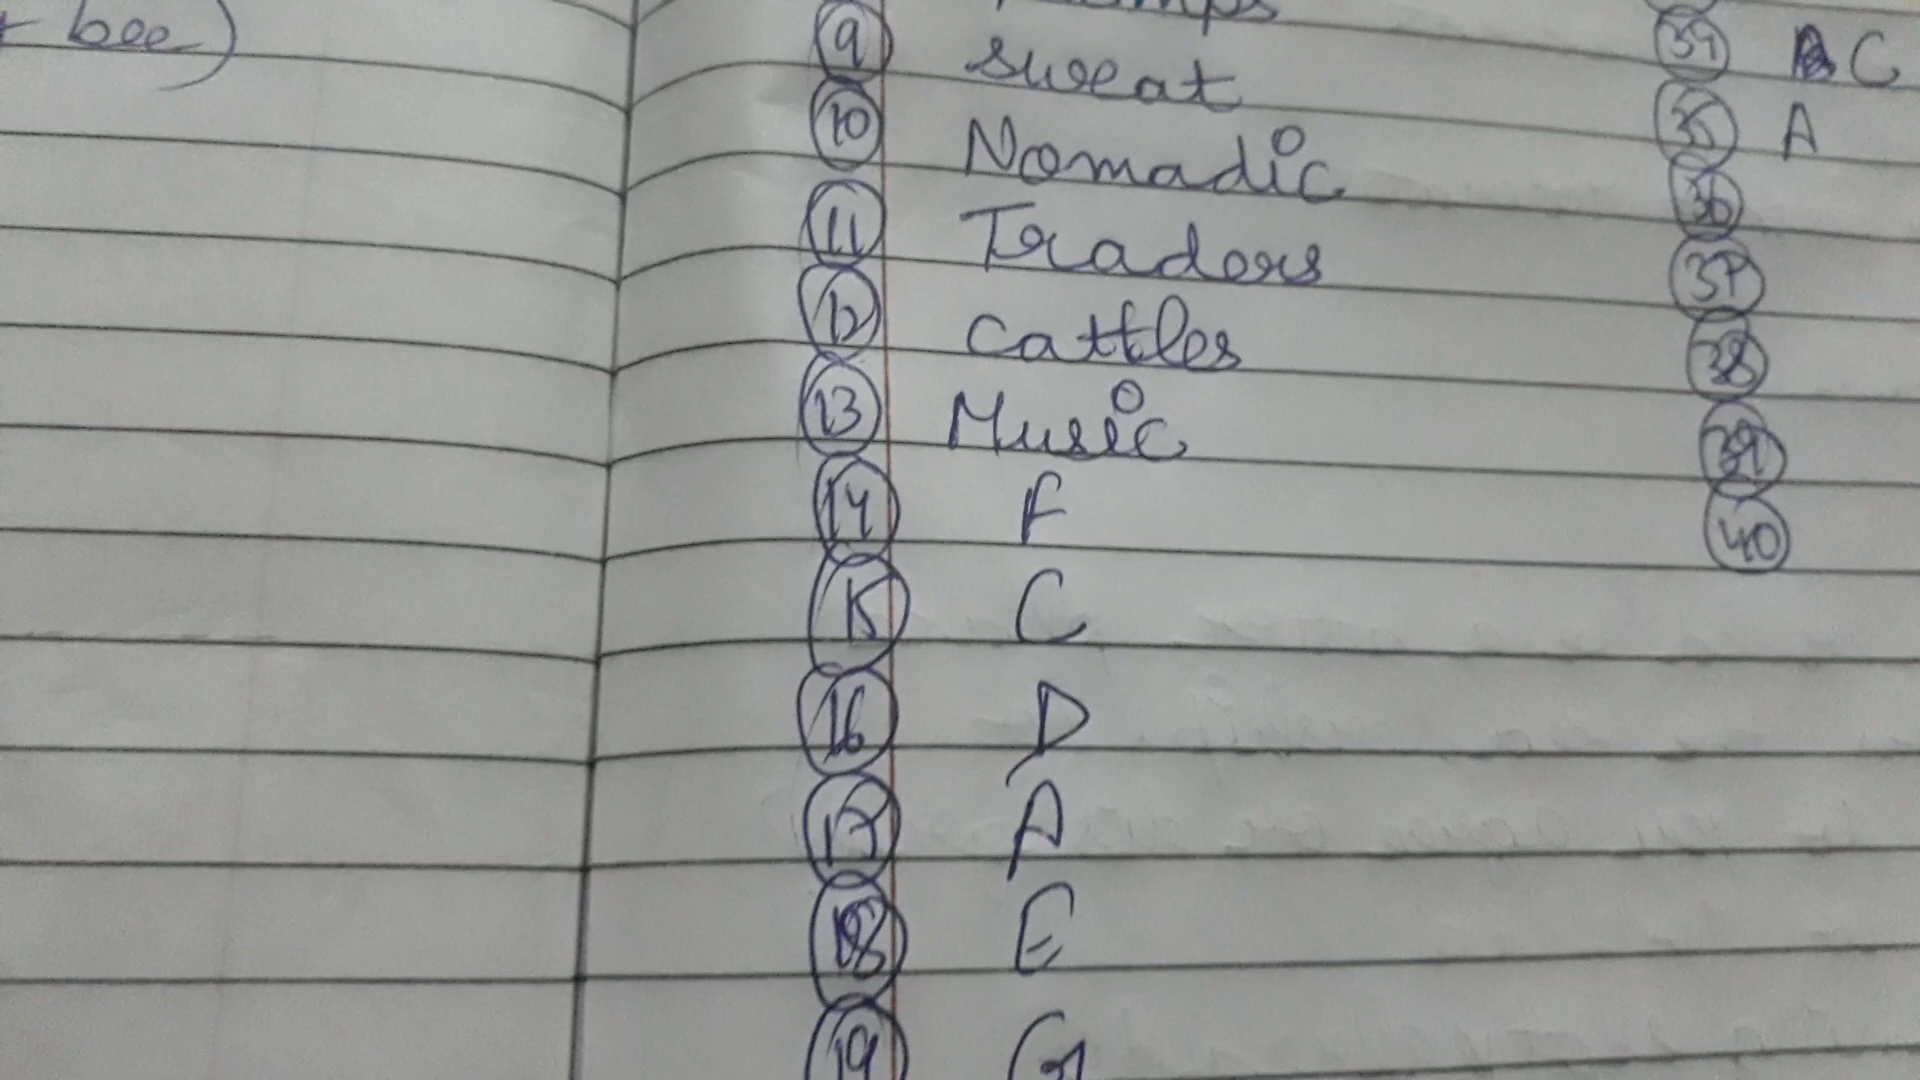 bee)
9 sweat
10 Nomadic
11 Traders
12 cattles
13 Music
14 F
15 C
16 D
17 A
18 E
19 G
34 C
35 A
36
37
38
39
40